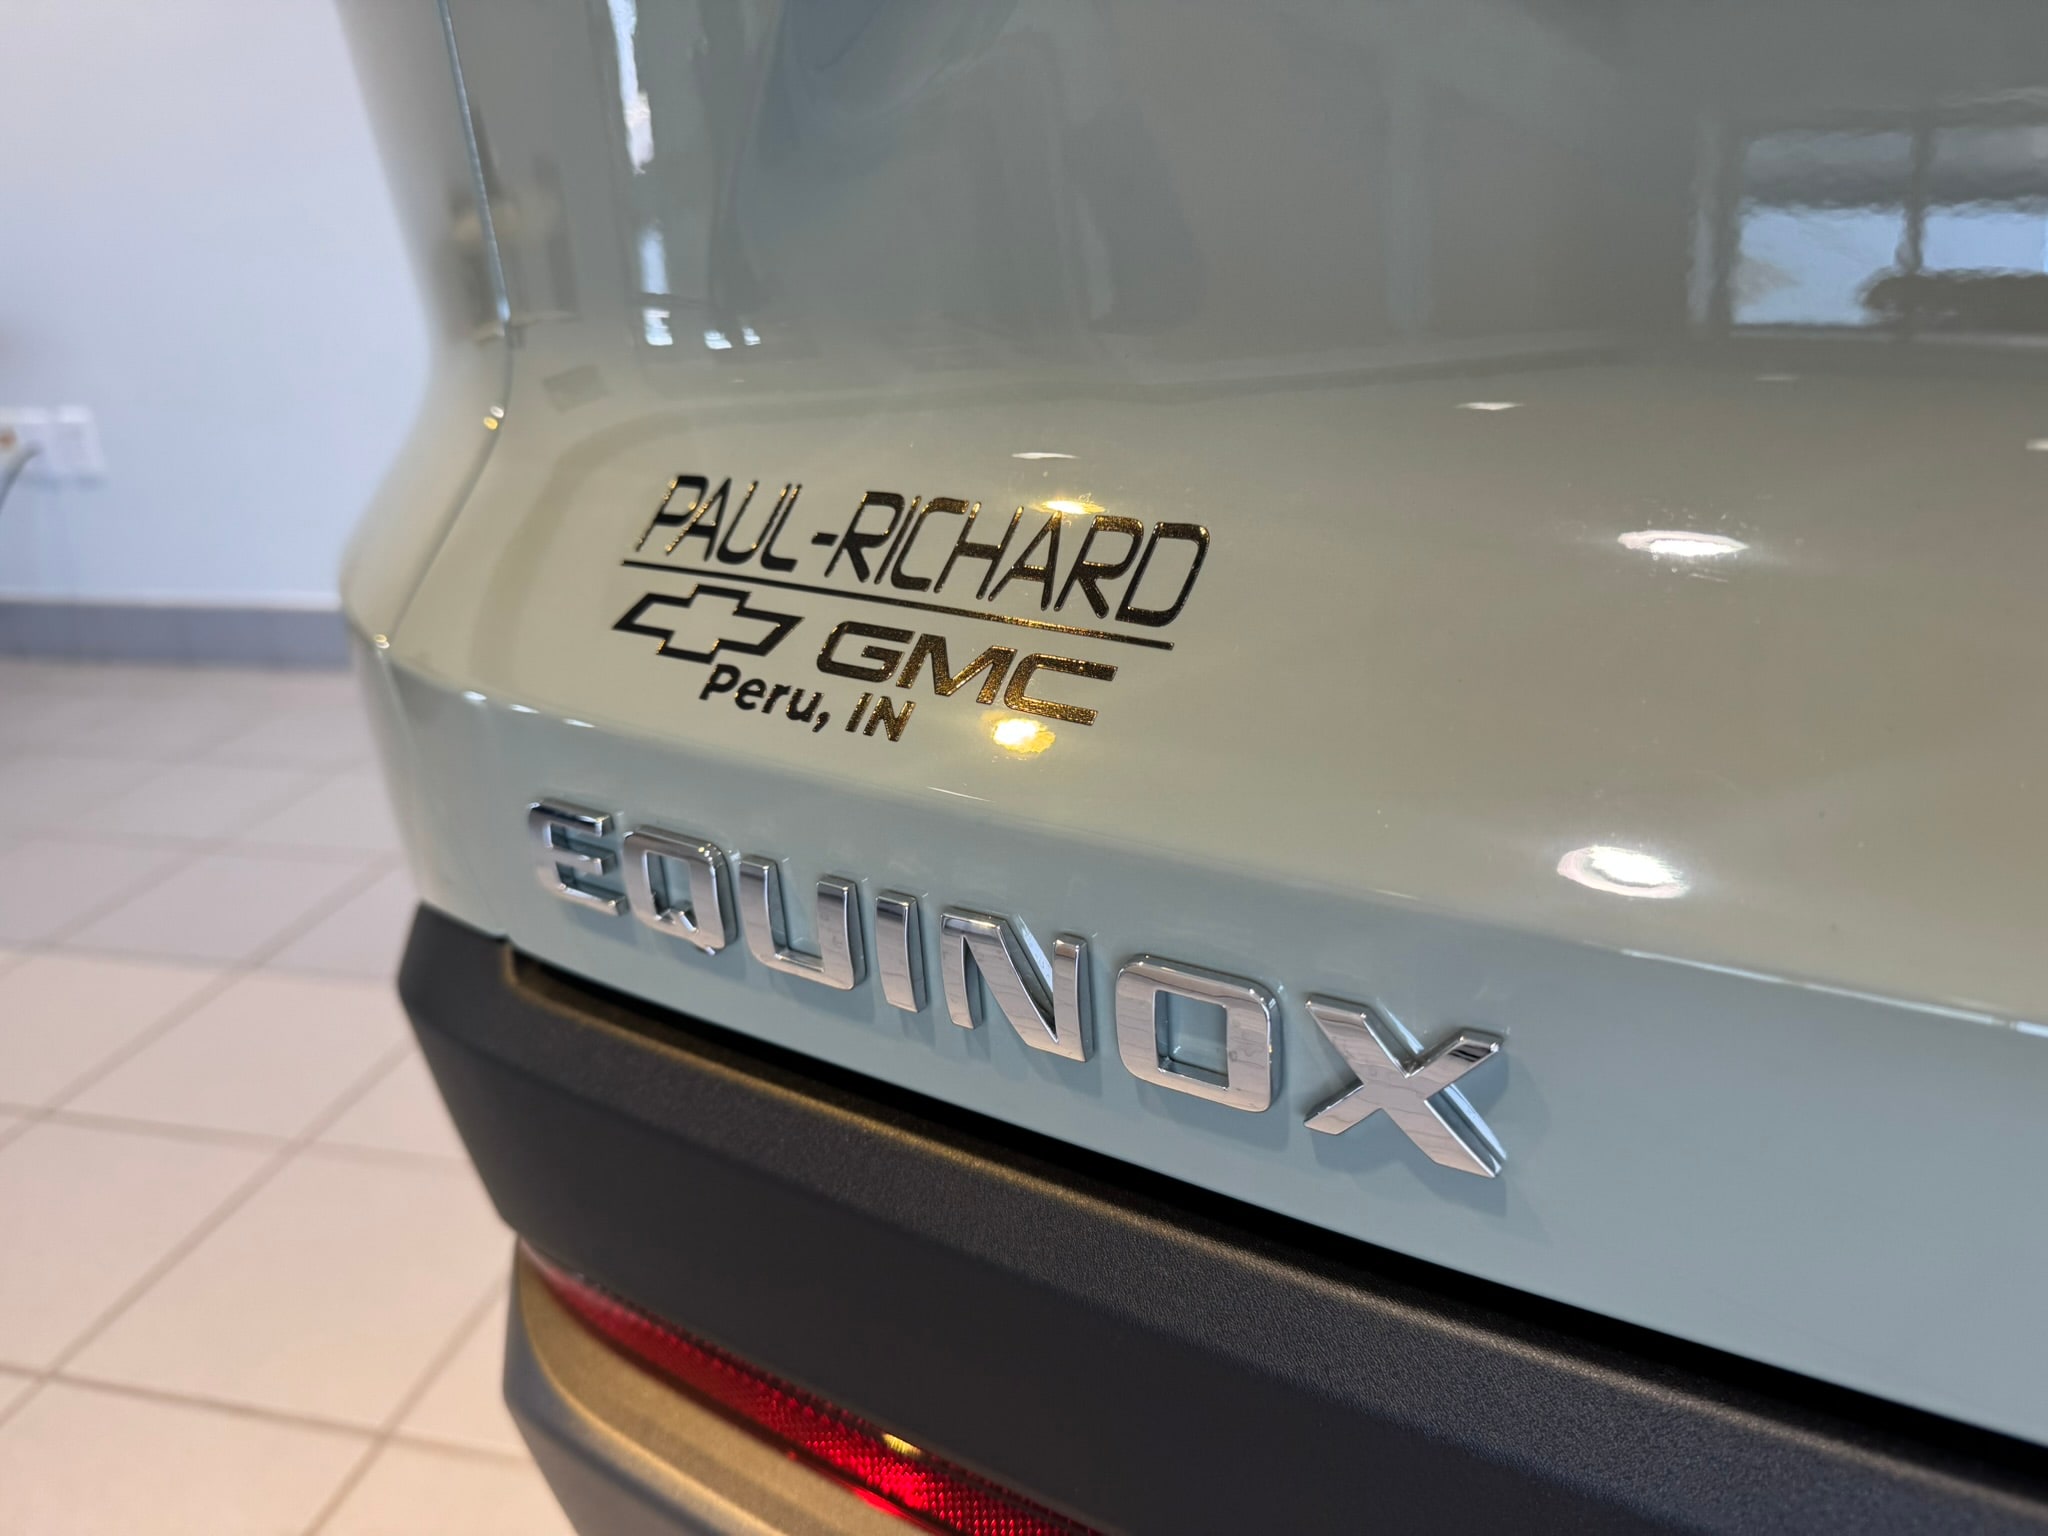 PAUL-RICHARD
GMC
Peru, IN
EQUINOX